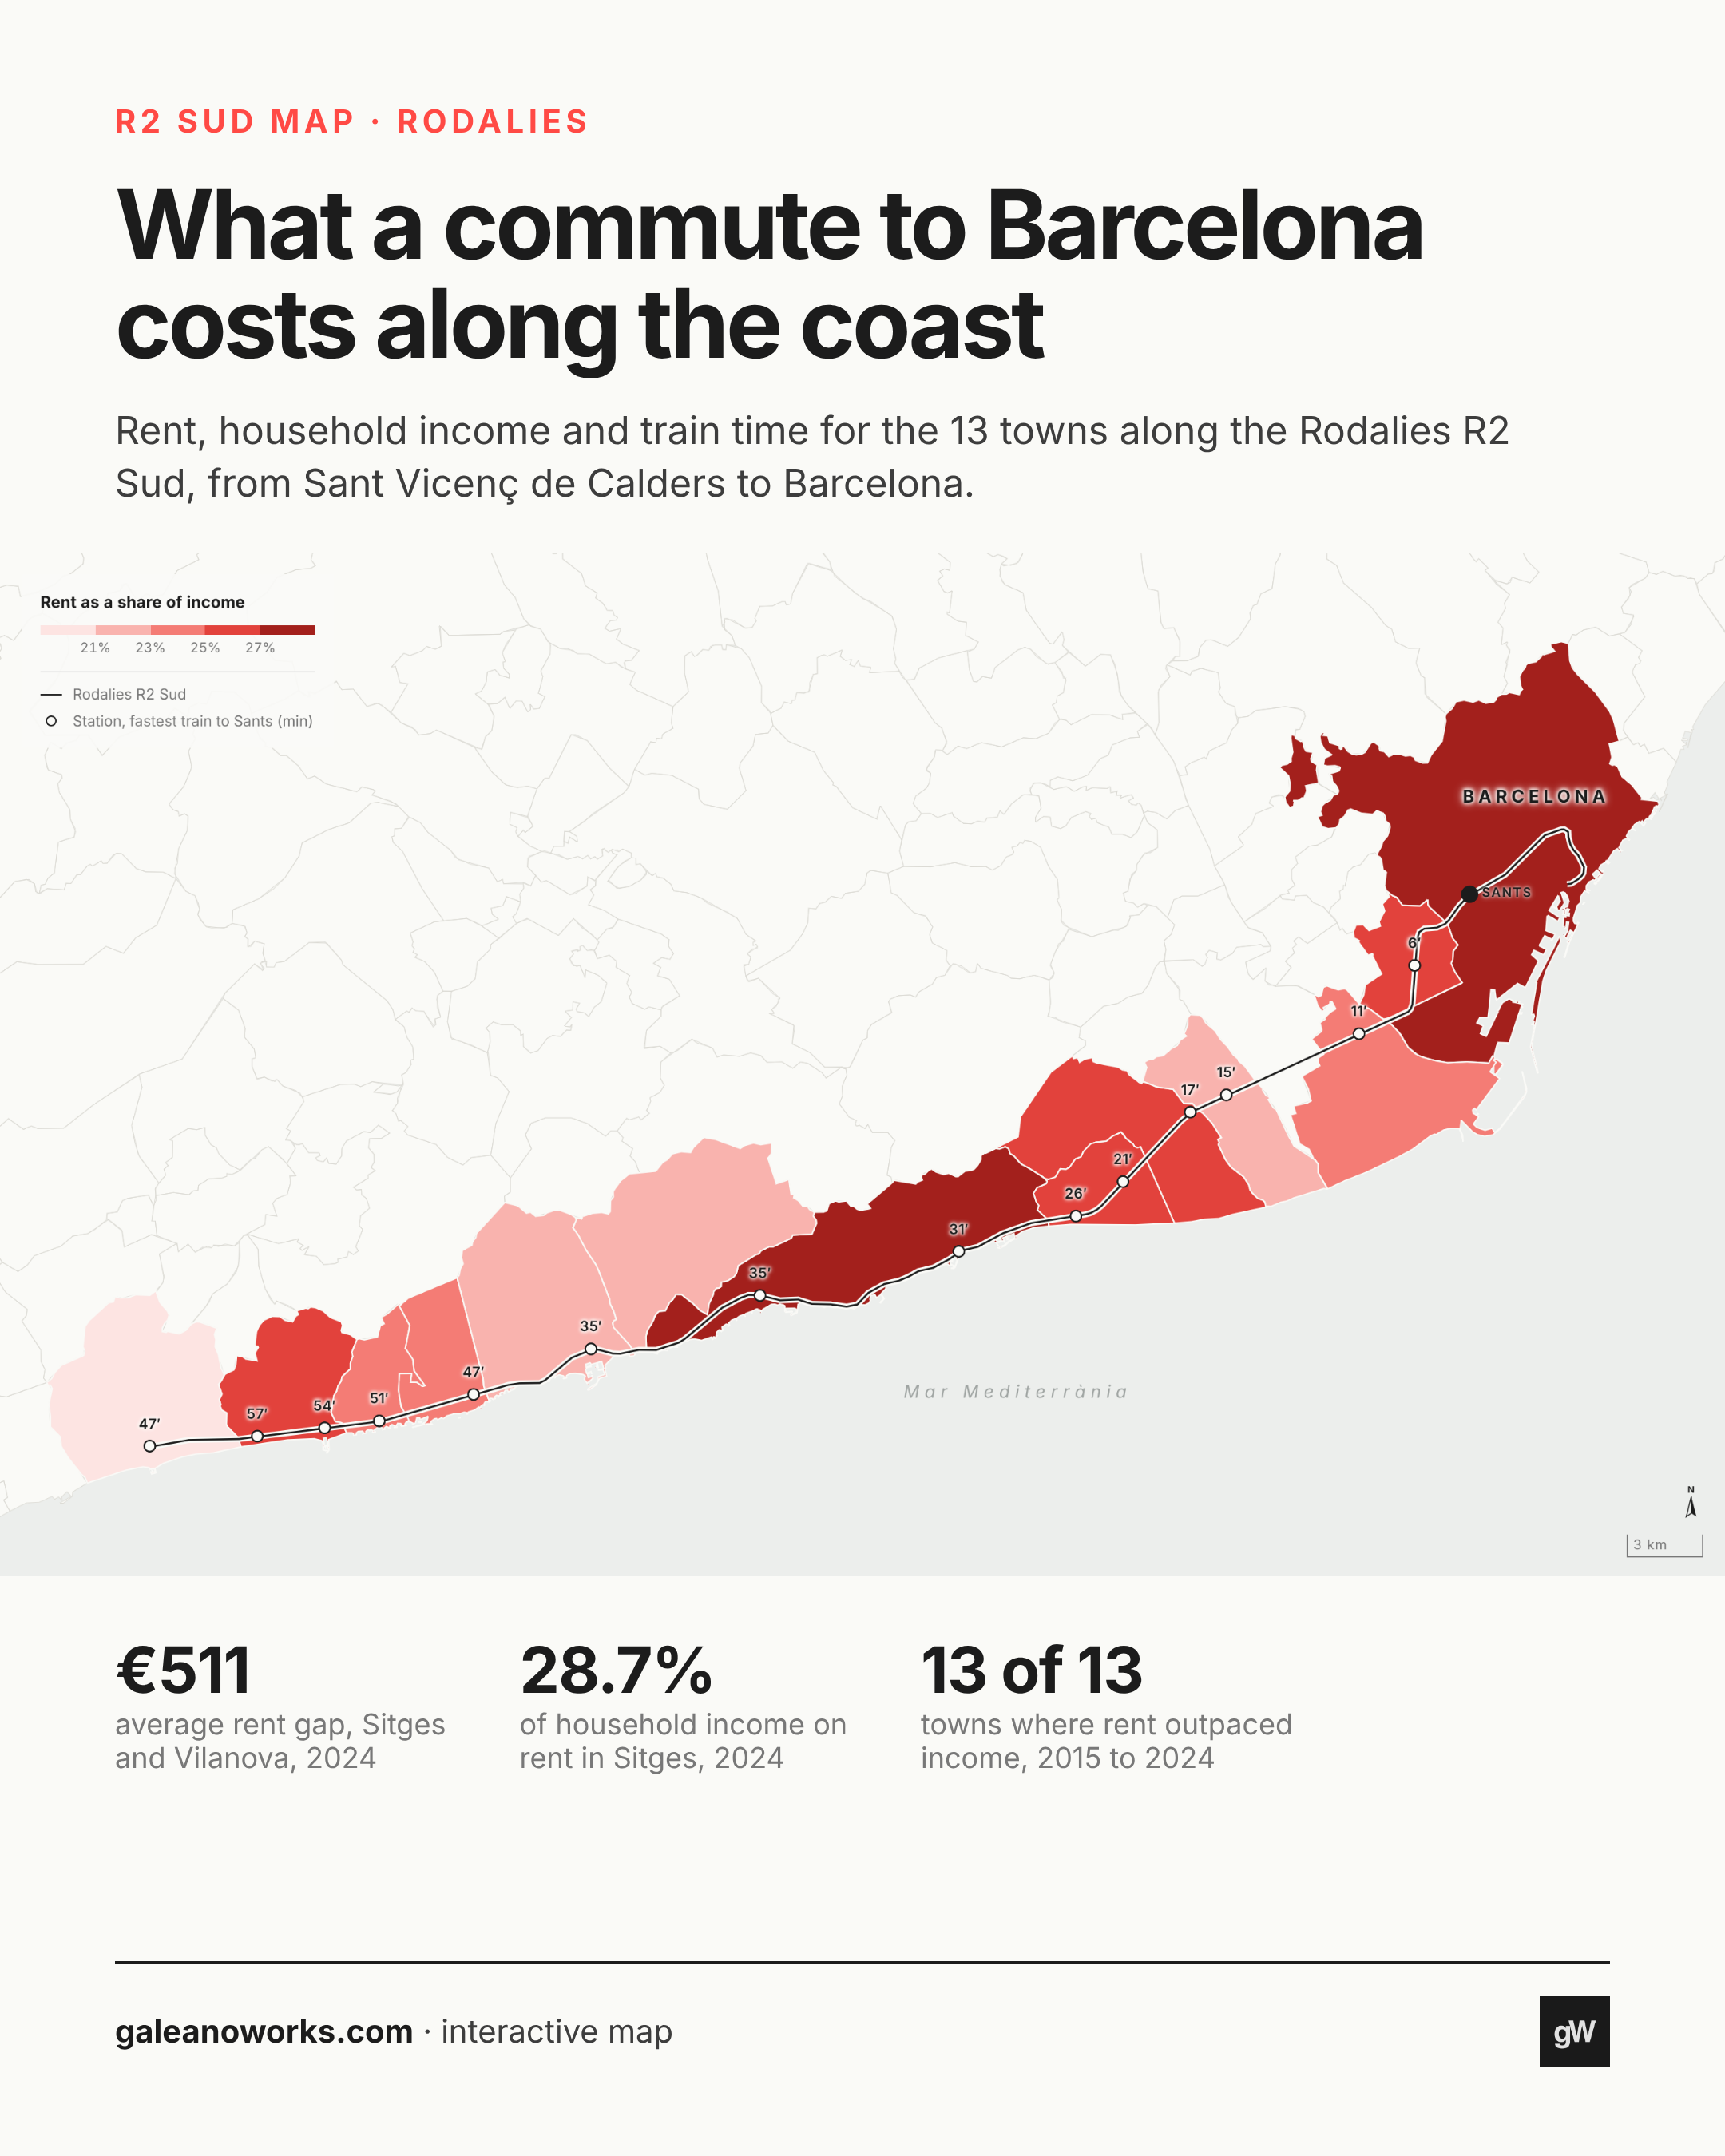 R2 SUD MAP · RODALIES
What a commute to Barcelona
costs along the coast
Rent, household income and train time for the 13 towns along the Rodalies R2
Sud, from Sant Vicenç de Calders to Barcelona.
Rent as a share of income
21% 23% 25% 27%
Rodalies R2 Sud
Station, fastest train to Sants (min)
BARCELONA
SANTS
6'
11'
15'
17'
21'
26'
31'
35'
35'
47'
51'
54'
57'
47'
Mar Mediterrània
N
3 km
€511
average rent gap, Sitges
and Vilanova, 2024
28.7%
of household income on
rent in Sitges, 2024
13 of 13
towns where rent outpaced
income, 2015 to 2024
galeanoworks.com · interactive map
gW